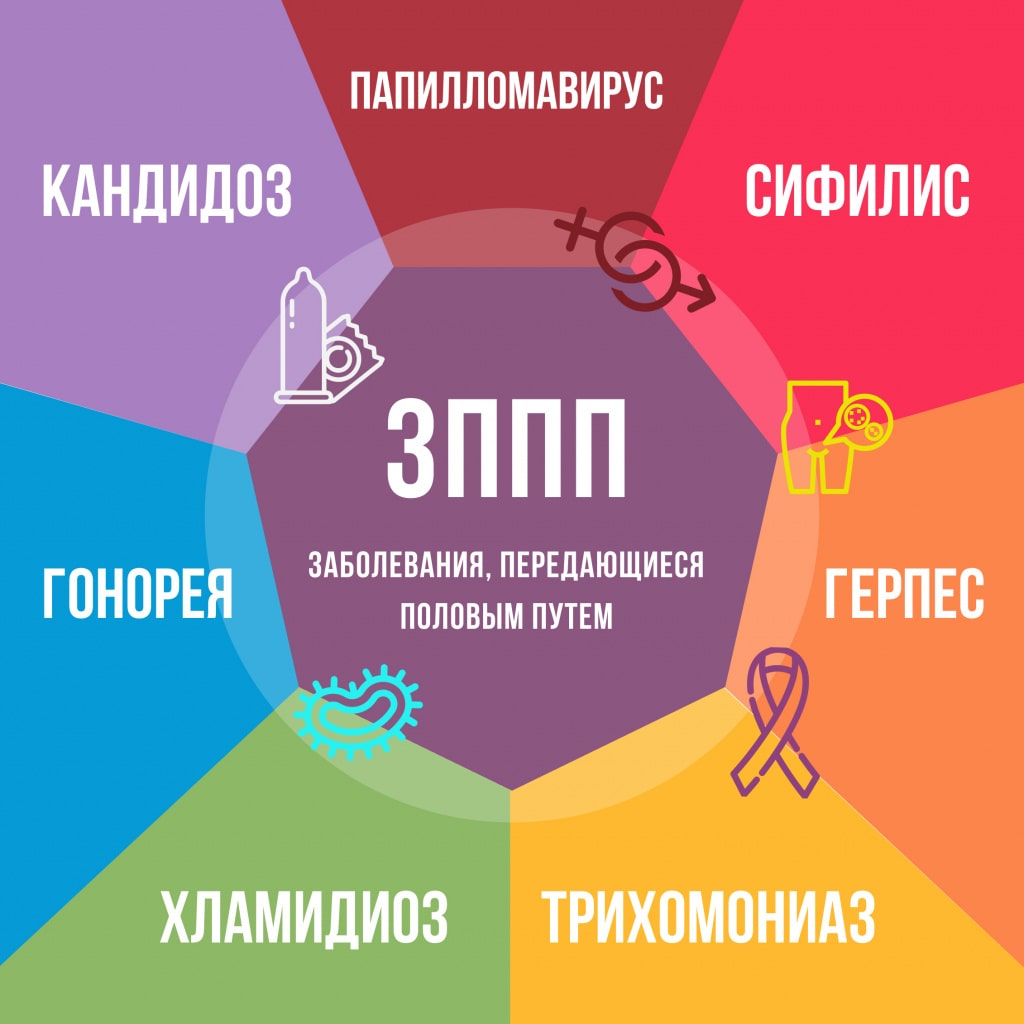 ПАПИЛЛОМАВИРУС
КАНДИДОЗ
СИФИЛИС
ЗППП
ЗАБОЛЕВАНИЯ, ПЕРЕДАЮЩИЕСЯ
ПОЛОВЫМ ПУТЕМ
ГОНОРЕЯ
ГЕРПЕС
ХЛАМИДИОЗ
ТРИХОМОНИАЗ